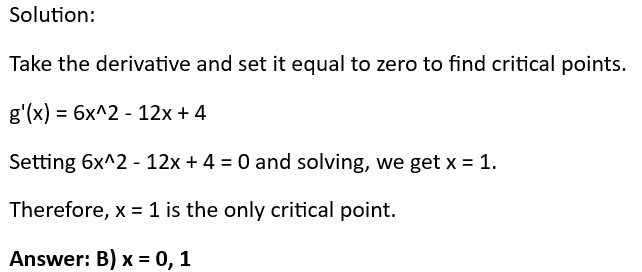 Solution:
Take the derivative and set it equal to zero to find critical points.
g'(x) = 6x^2 - 12x + 4
Setting 6x^2 - 12x + 4 = 0 and solving, we get x = 1.
Therefore, x = 1 is the only critical point.
Answer: B) x = 0, 1